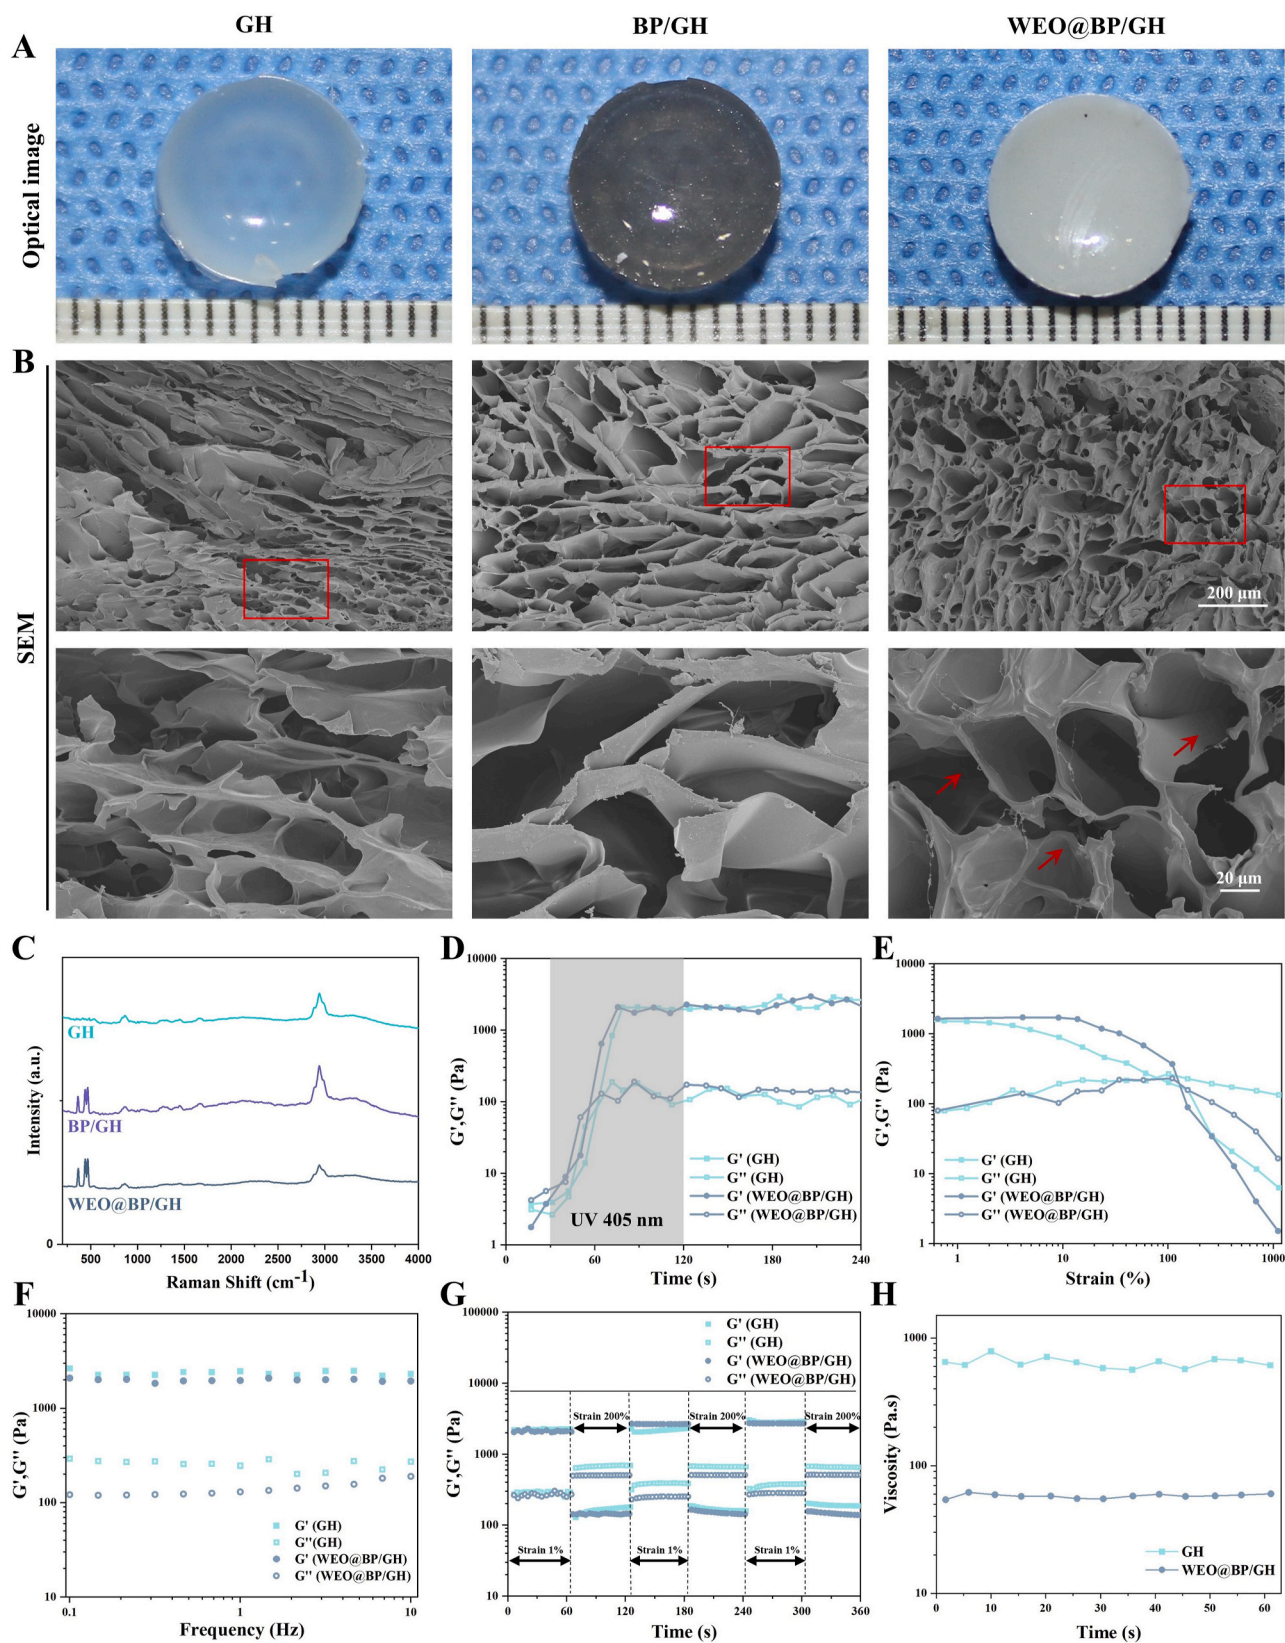 GH
BP/GH
WEO@BP/GH
A
Optical image
B
SEM
200 μm
20 μm
C
Intensity (a.u.)
GH
BP/GH
WEO@BP/GH
0
500
1000
1500
2000
2500
3000
3500
4000
Raman Shift (cm-1)
D
G',G'' (Pa)
10000
1000
100
10
1
G' (GH)
G'' (GH)
G' (WEO@BP/GH)
G'' (WEO@BP/GH)
UV 405 nm
0
60
120
180
240
Time (s)
E
G',G'' (Pa)
10000
1000
100
10
1
G' (GH)
G'' (GH)
G' (WEO@BP/GH)
G'' (WEO@BP/GH)
1
10
100
1000
Strain (%)
F
G',G'' (Pa)
10000
1000
100
10
G' (GH)
G''(GH)
G' (WEO@BP/GH)
G'' (WEO@BP/GH)
0.1
1
10
Frequency (Hz)
G
G',G'' (Pa)
100000
10000
1000
100
10
G' (GH)
G'' (GH)
G' (WEO@BP/GH)
G'' (WEO@BP/GH)
Strain 200%
Strain 200%
Strain 200%
Strain 1%
Strain 1%
Strain 1%
0
60
120
180
240
300
360
Time (s)
H
Viscosity (Pa.s)
1000
100
10
GH
WEO@BP/GH
0
10
20
30
40
50
60
Time (s)